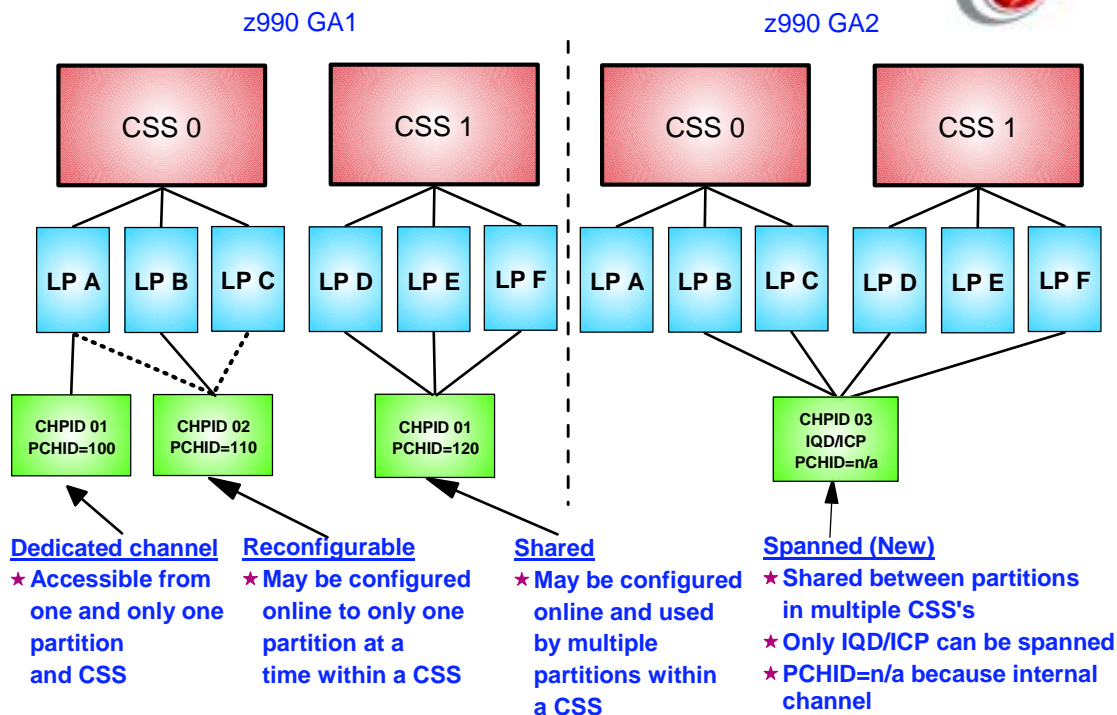 z990 GA1
z990 GA2
CSS 0
CSS 1
CSS 0
CSS 1
LP A
LP B
LP C
LP D
LP E
LP F
LP A
LP B
LP C
LP D
LP E
LP F
CHPID 01
PCHID=100
CHPID 02
PCHID=110
CHPID 01
PCHID=120
CHPID 03
IQD/ICP
PCHID=n/a
Dedicated channel
Accessible from
one and only one
partition
and CSS
Reconfigurable
May be configured
online to only one
partition at a
time within a CSS
Shared
May be configured
online and used
by multiple
partitions within
a CSS
Spanned (New)
Shared between partitions
in multiple CSS's
Only IQD/ICP can be spanned
PCHID=n/a because internal
channel